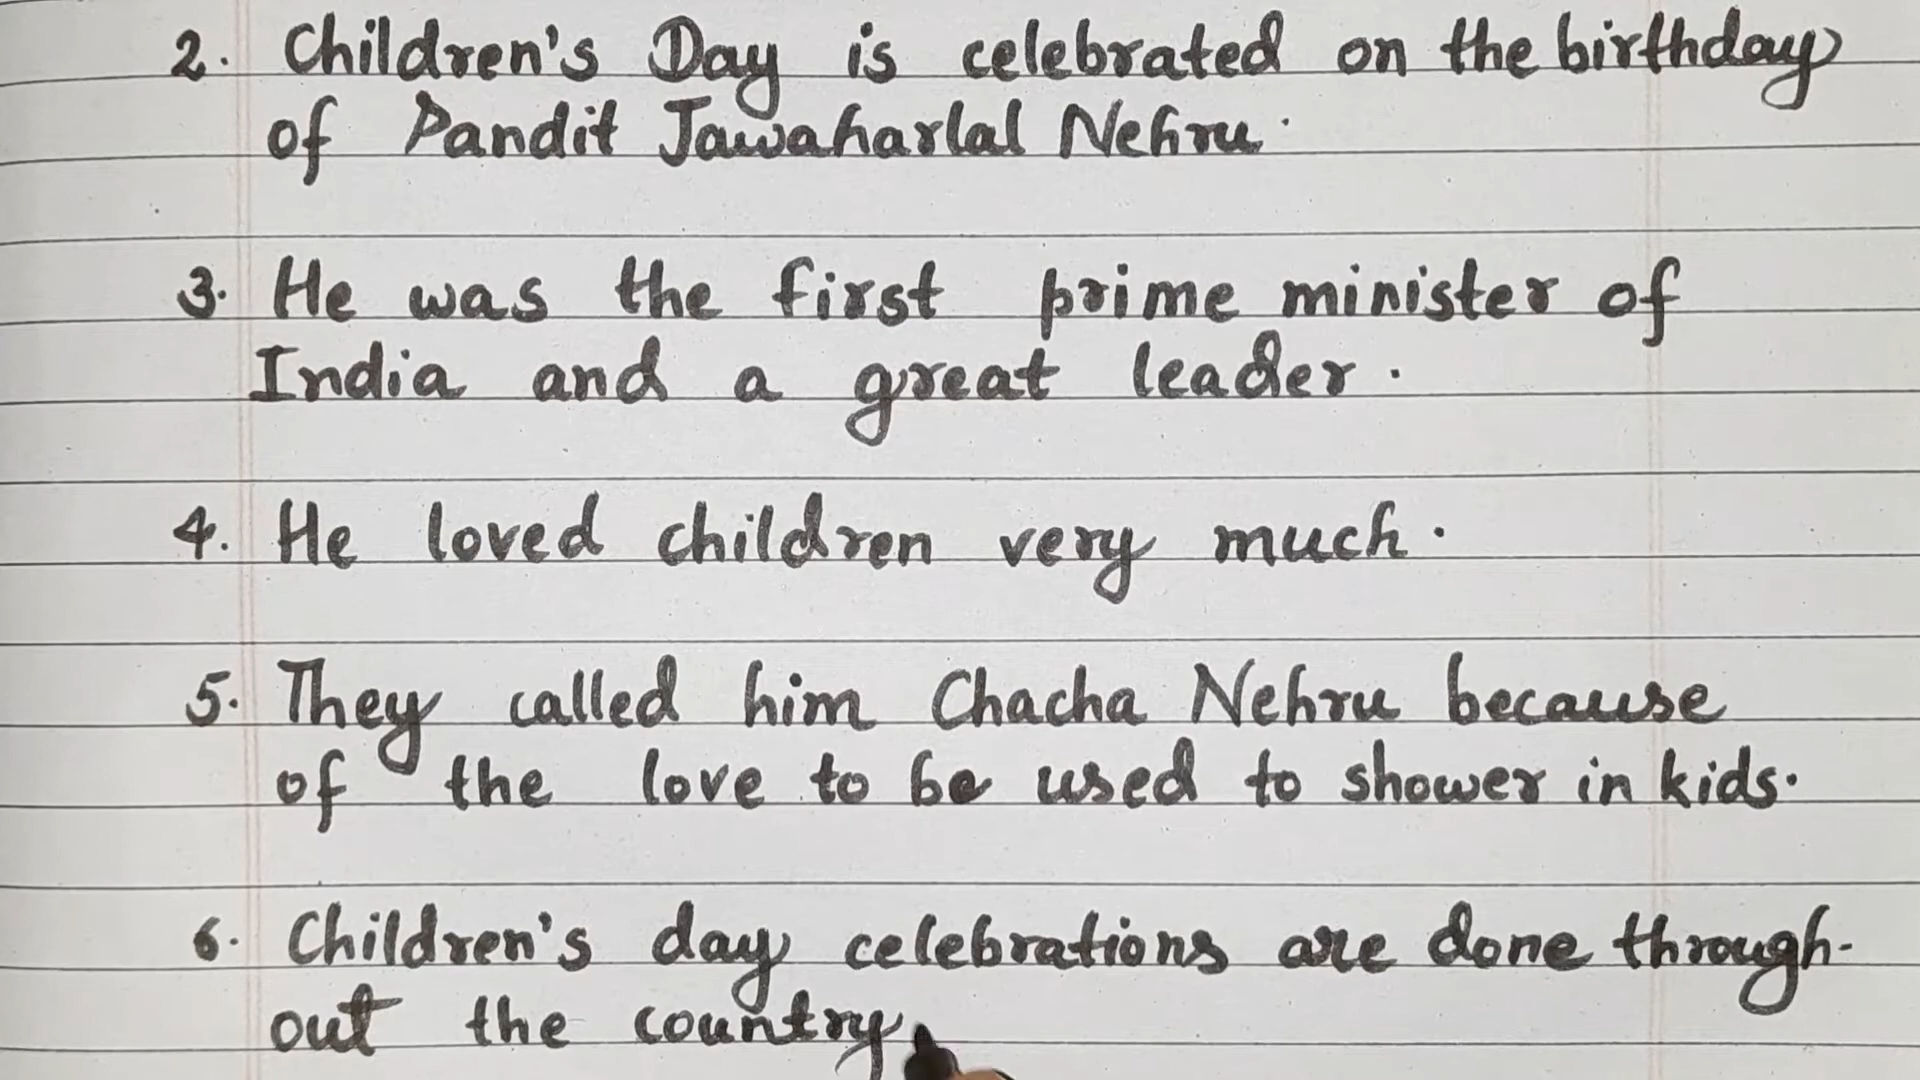 2. Children's Day is celebrated on the birthday
of Pandit Jawaharlal Nehru.
3. He was the first prime minister of
India and a great leader.
4. He loved children very much.
5. They called him Chacha Nehru because
of the love to be used to shower in kids.
6. Children's day celebrations are done through-
out the country